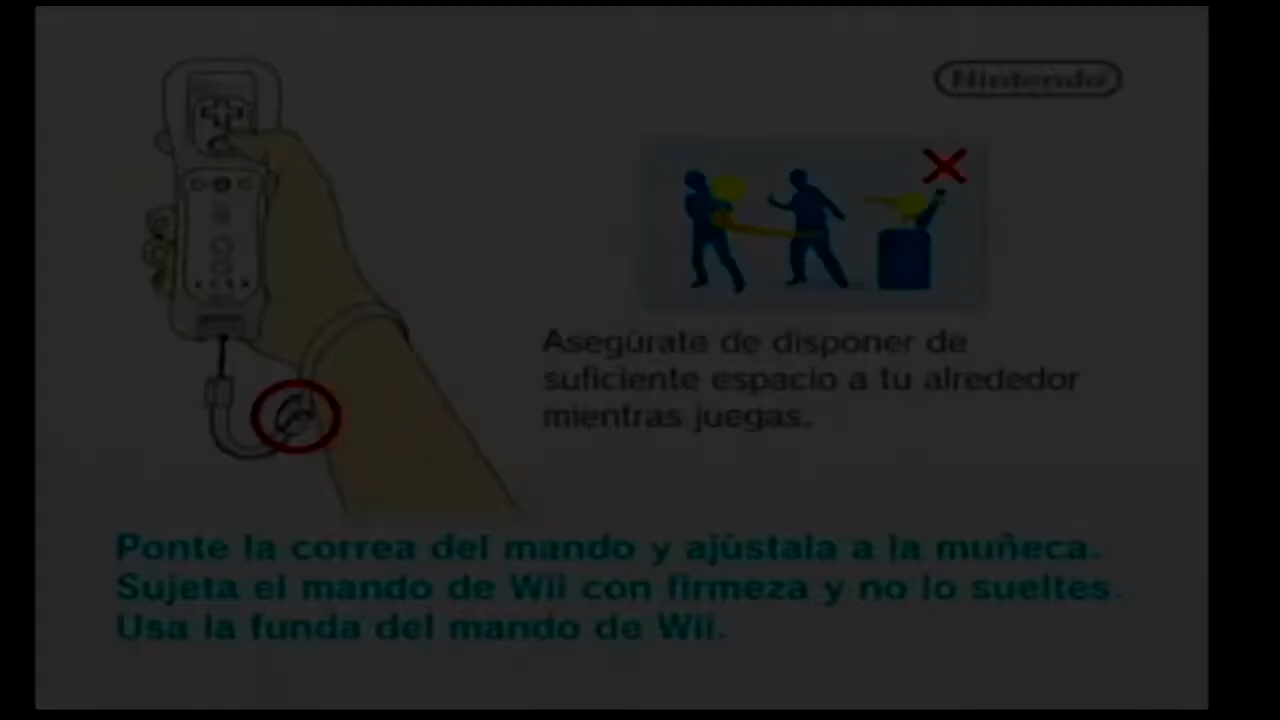 Nintendo
Asegúrate de disponer de
suficiente espacio a tu alrededor
mientras juegas.
Ponte la correa del mando y ajústala a la muñeca.
Sujeta el mando de Wii con firmeza y no lo sueltes.
Usa la funda del mando de Wii.